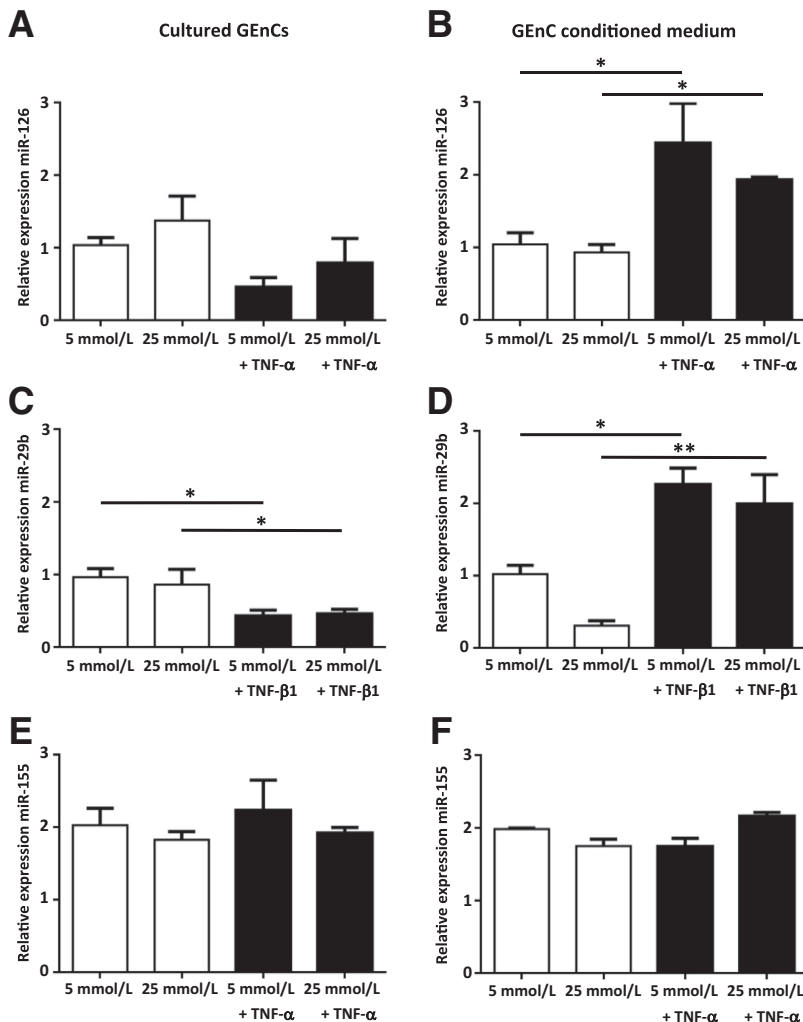 A
Cultured GEnCs
Relative expression miR-126
3
2
1
0
5 mmol/L 25 mmol/L 5 mmol/L 25 mmol/L
+ TNF-α + TNF-α
B
GEnC conditioned medium
*
*
Relative expression miR-126
3
2
1
0
5 mmol/L 25 mmol/L 5 mmol/L 25 mmol/L
+ TNF-α + TNF-α
C
Relative expression miR-29b
3
2
1
0
*
*
5 mmol/L 25 mmol/L 5 mmol/L 25 mmol/L
+ TNF-β1 + TNF-β1
D
Relative expression miR-29b
3
2
1
0
*
**
5 mmol/L 25 mmol/L 5 mmol/L 25 mmol/L
+ TNF-β1 + TNF-β1
E
Relative expression miR-155
3
2
1
0
5 mmol/L 25 mmol/L 5 mmol/L 25 mmol/L
+ TNF-α + TNF-α
F
Relative expression miR-155
3
2
1
0
5 mmol/L 25 mmol/L 5 mmol/L 25 mmol/L
+ TNF-α + TNF-α